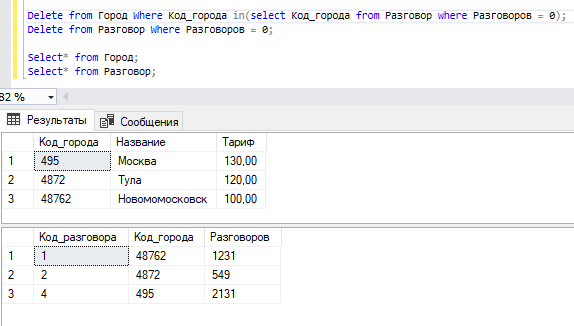 Delete from Город Where Код_города in(select Код_города from Разговор where Разговоров = 0);
Delete from Разговор Where Разговоров = 0;
Select* from Город;
Select* from Разговор;
82 %
Результаты Сообщения
Код_города Название Тариф
1 495 Москва 130,00
2 4872 Тула 120,00
3 48762 Новомомосковск 100,00
Код_разговора Код_города Разговоров
1 1 48762 1231
2 2 4872 549
3 4 495 2131